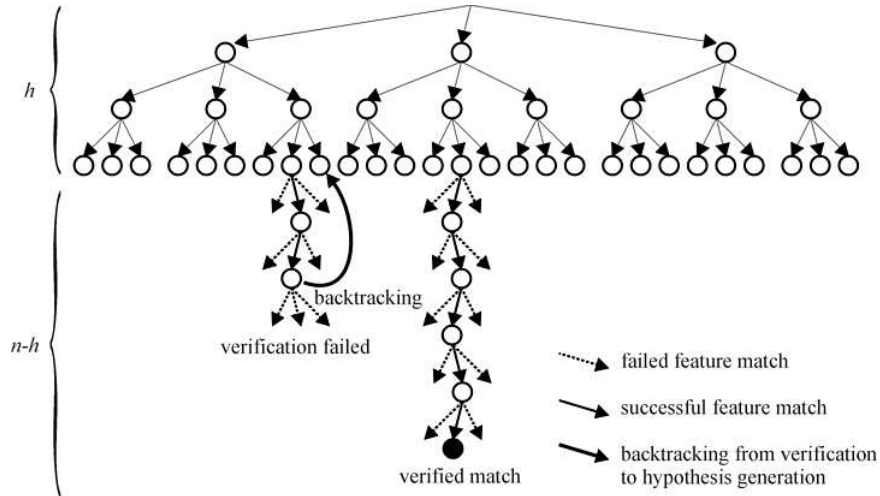 h
n-h
backtracking
verification failed
verified match
failed feature match
successful feature match
backtracking from verification
to hypothesis generation